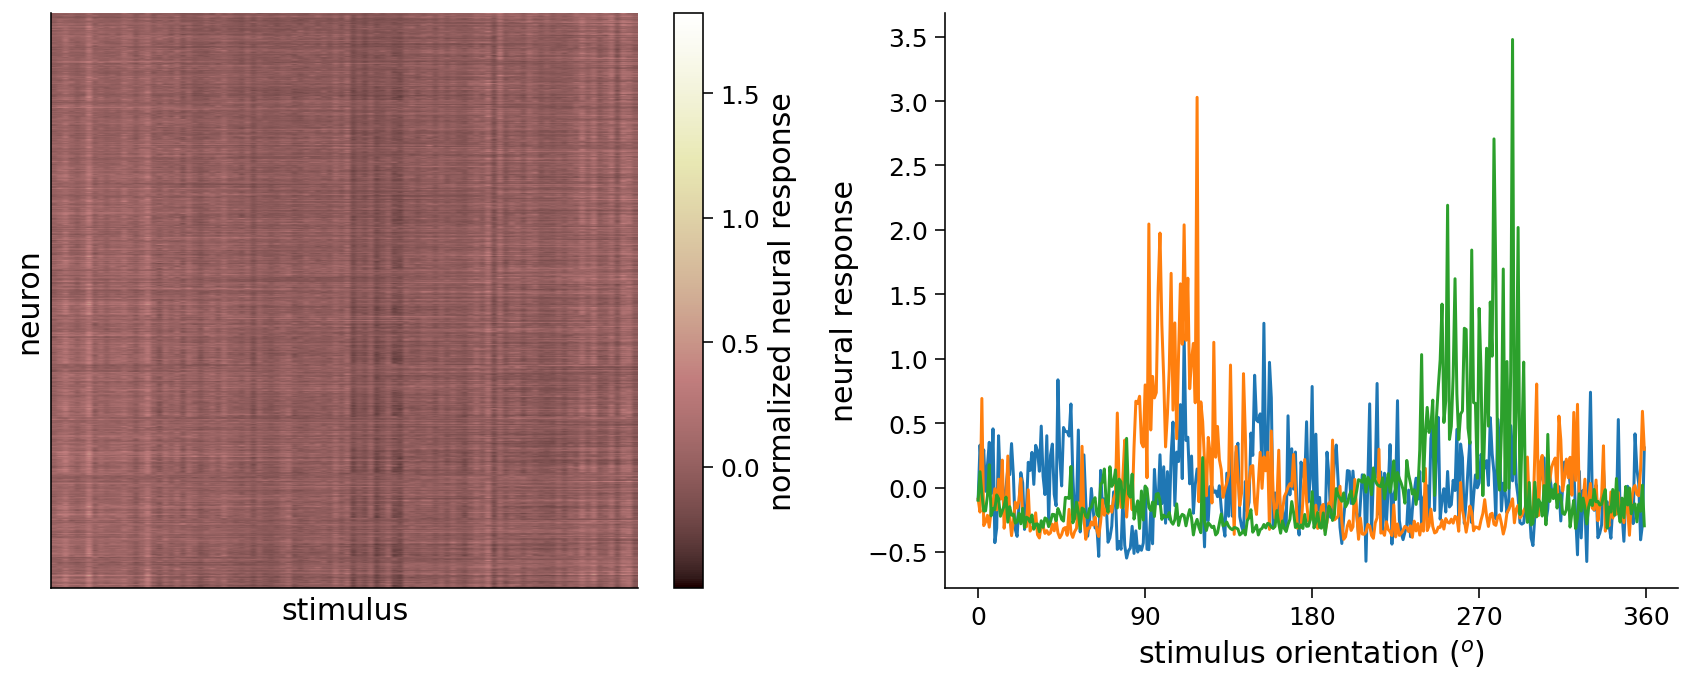 neuron
stimulus
1.5
1.0
0.5
0.0
normalized neural response
neural response
3.5
3.0
2.5
2.0
1.5
1.0
0.5
0.0
−0.5
0 90 180 270 360
stimulus orientation (o)